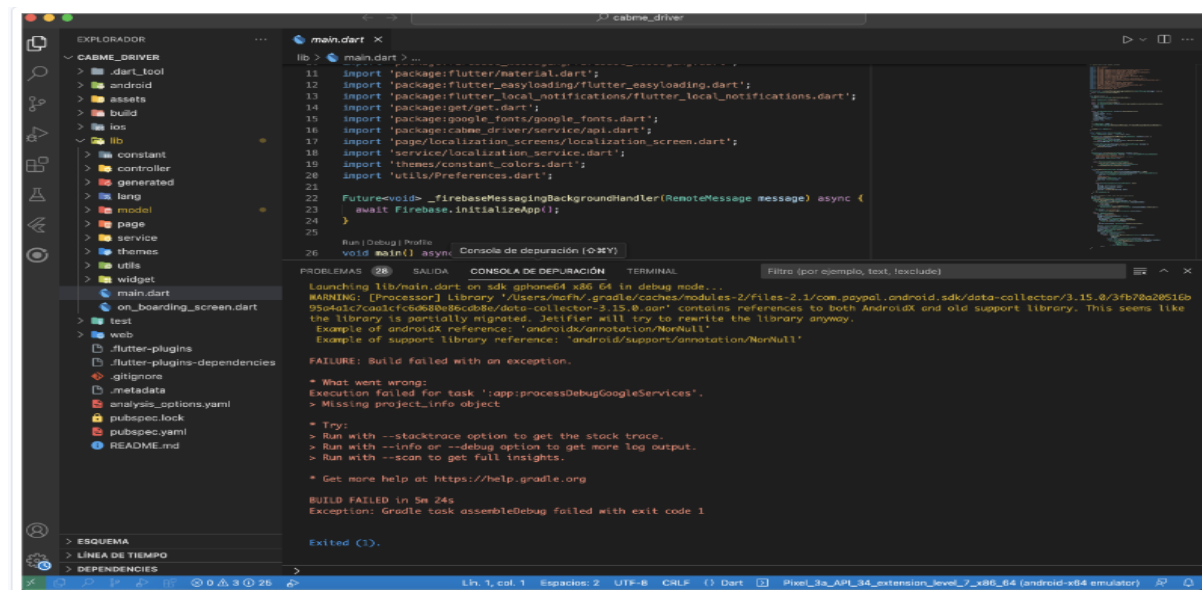 cabme_driver
EXPLORADOR
CABME_DRIVER
.dart_tool
android
assets
build
ios
lib
constant
controller
generated
lang
model
page
service
themes
utils
widget
main.dart
on_boarding_screen.dart
test
web
.flutter-plugins
.flutter-plugins-dependencies
.gitignore
.metadata
analysis_options.yaml
pubspec.lock
pubspec.yaml
README.md
ESQUEMA
LÍNEA DE TIEMPO
DEPENDENCIES
main.dart
lib > main.dart > ...
11 import 'package:flutter/material.dart';
12 import 'package:flutter_easyloading/flutter_easyloading.dart';
13 import 'package:flutter_local_notifications/flutter_local_notifications.dart';
14 import 'package:get/get.dart';
15 import 'package:google_fonts/google_fonts.dart';
16 import 'package:cabme_driver/service/api.dart';
17 import 'page/localization_screens/localization_screen.dart';
18 import 'service/localization_service.dart';
19 import 'themes/constant_colors.dart';
20 import 'utils/Preferences.dart';
21
22 Future<void> _firebaseMessagingBackgroundHandler(RemoteMessage message) async {
23 await Firebase.initializeApp();
24 }
25
Run | Debug | Profile
26 void main() async
Consola de depuración (⇧⌘Y)
PROBLEMAS 28 SALIDA CONSOLA DE DEPURACIÓN TERMINAL Filtro (por ejemplo, text, !exclude)
Launching lib/main.dart on sdk gphone64 x86 64 in debug mode...
WARNING: [Processor] Library '/Users/mafh/.gradle/caches/modules-2/files-2.1/com.paypal.android.sdk/data-collector/3.15.0/3fb70a20516b
95a4a1c7caa1cfc6d680e86cdb8e/data-collector-3.15.0.aar' contains references to both AndroidX and old support library. This seems like
the library is partially migrated. Jetifier will try to rewrite the library anyway.
Example of androidX reference: 'androidx/annotation/NonNull'
Example of support library reference: 'android/support/annotation/NonNull'
FAILURE: Build failed with an exception.
* What went wrong:
Execution failed for task ':app:processDebugGoogleServices'.
> Missing project_info object
* Try:
> Run with --stacktrace option to get the stack trace.
> Run with --info or --debug option to get more log output.
> Run with --scan to get full insights.
* Get more help at https://help.gradle.org
BUILD FAILED in 5m 24s
Exception: Gradle task assembleDebug failed with exit code 1
Exited (1).
>
0 3 25 Lín. 1, col. 1 Espacios: 2 UTF-8 CRLF {} Dart Pixel_3a_API_34_extension_level_7_x86_64 (android-x64 emulator)